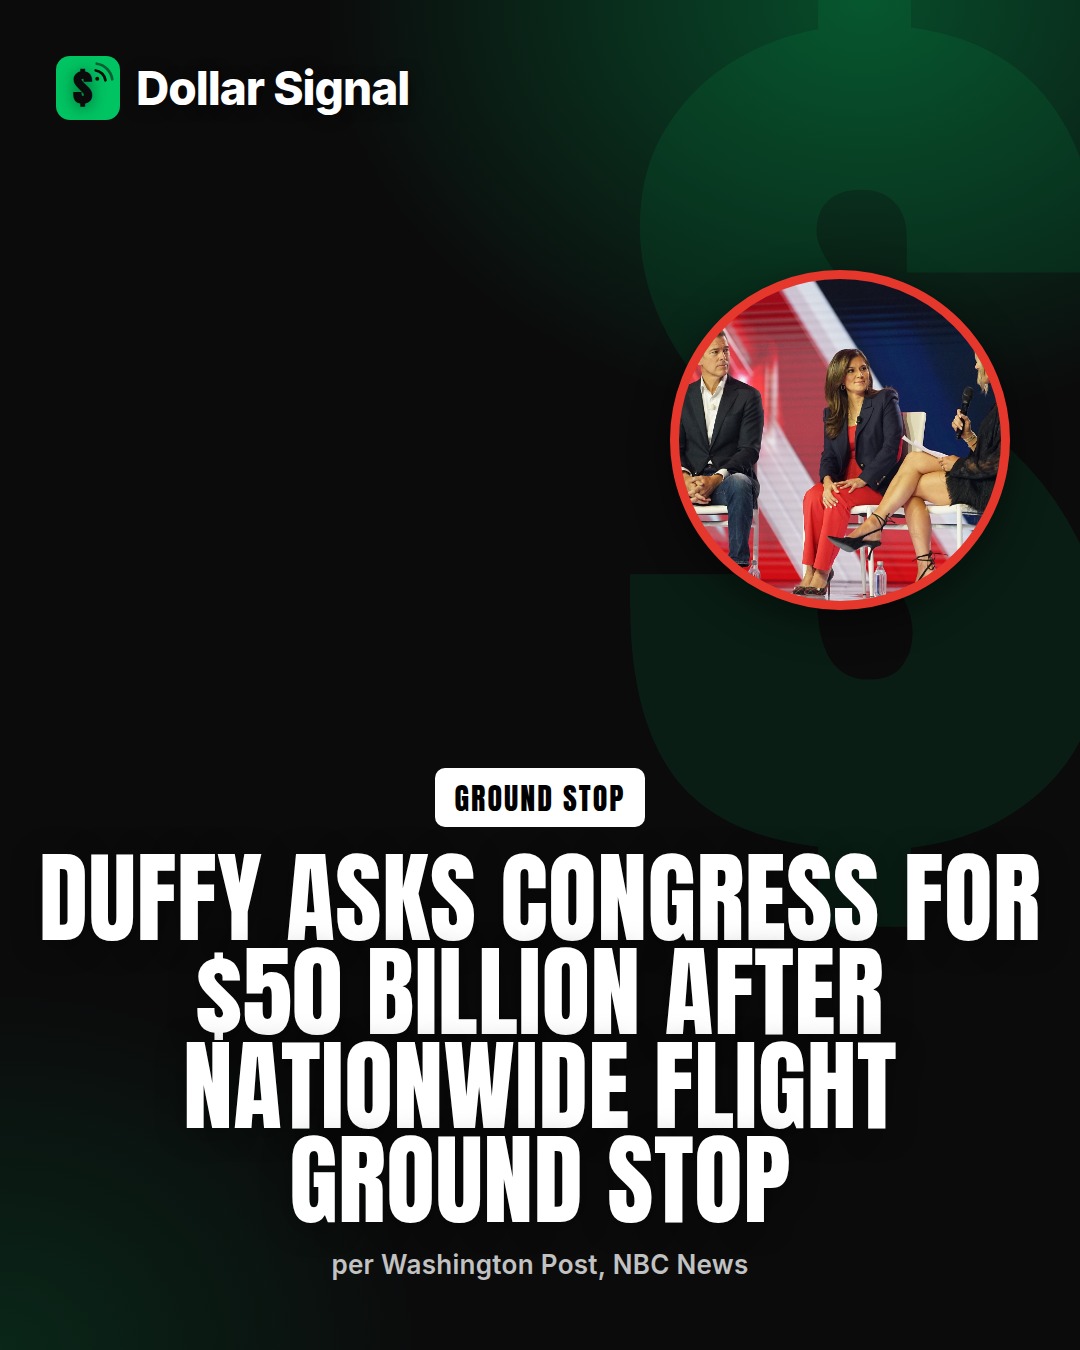 Dollar Signal
GROUND STOP
DUFFY ASKS CONGRESS FOR
$50 BILLION AFTER
NATIONWIDE FLIGHT
GROUND STOP
per Washington Post, NBC News